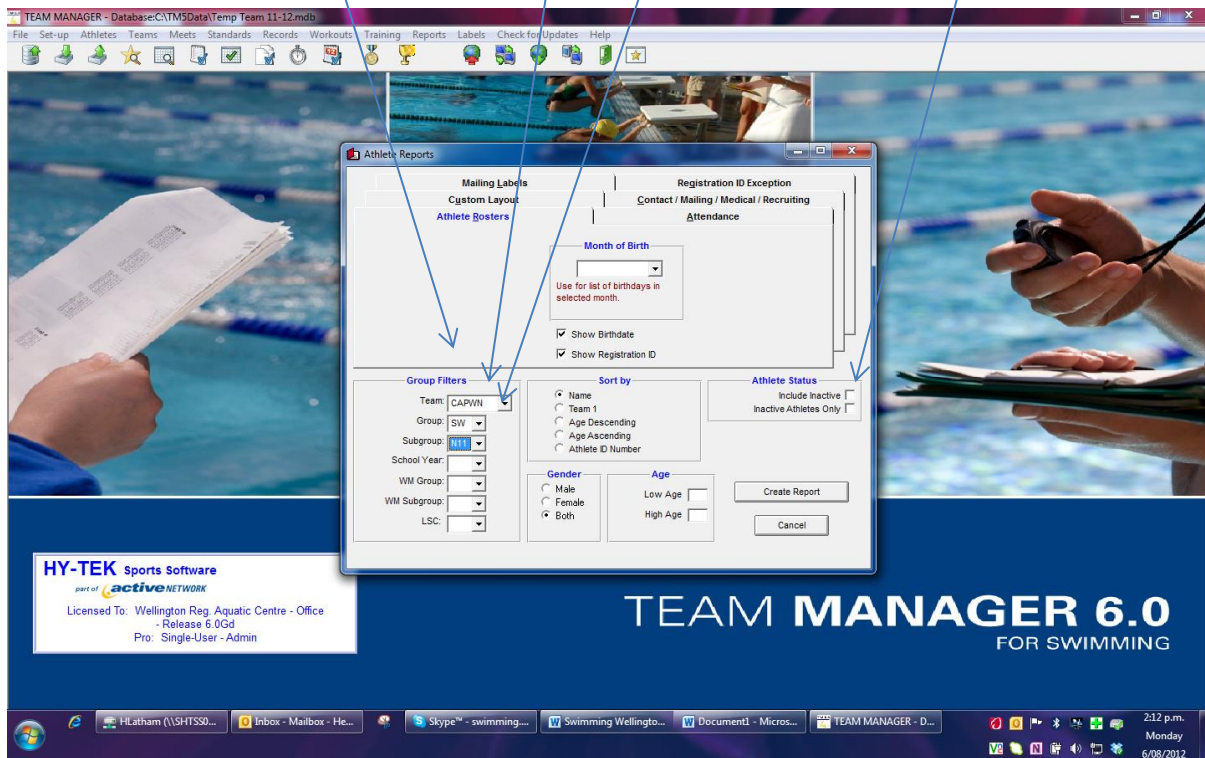 TEAM MANAGER - Database:C:\TM5Data\Temp Team 11-12.mdb
File Set-up Athletes Teams Meets Standards Records Workouts Training Reports Labels Check for Updates Help
Athlete Reports
Mailing Labels
Registration ID Exception
Custom Layout
Contact / Mailing / Medical / Recruiting
Athlete Rosters
Attendance
Month of Birth
Use for list of birthdays in
selected month.
Show Birthdate
Show Registration ID
Group Filters
Team: CAPWN
Group: SW
Subgroup: N11
School Year:
WM Group:
WM Subgroup:
LSC:
Sort by
Name
Team 1
Age Descending
Age Ascending
Athlete ID Number
Athlete Status
Include Inactive
Inactive Athletes Only
Gender
Male
Female
Both
Age
Low Age
High Age
Create Report
Cancel
HY-TEK Sports Software
part of active NETWORK
Licensed To: Wellington Reg. Aquatic Centre - Office
- Release 6.0Gd
Pro: Single-User - Admin
TEAM MANAGER 6.0
FOR SWIMMING
HLatham (\\SHTSS0...
Inbox - Mailbox - He...
Skype™ - swimming....
Swimming Wellingto...
Document1 - Micros...
TEAM MANAGER - D...
2:12 p.m.
Monday
6/08/2012